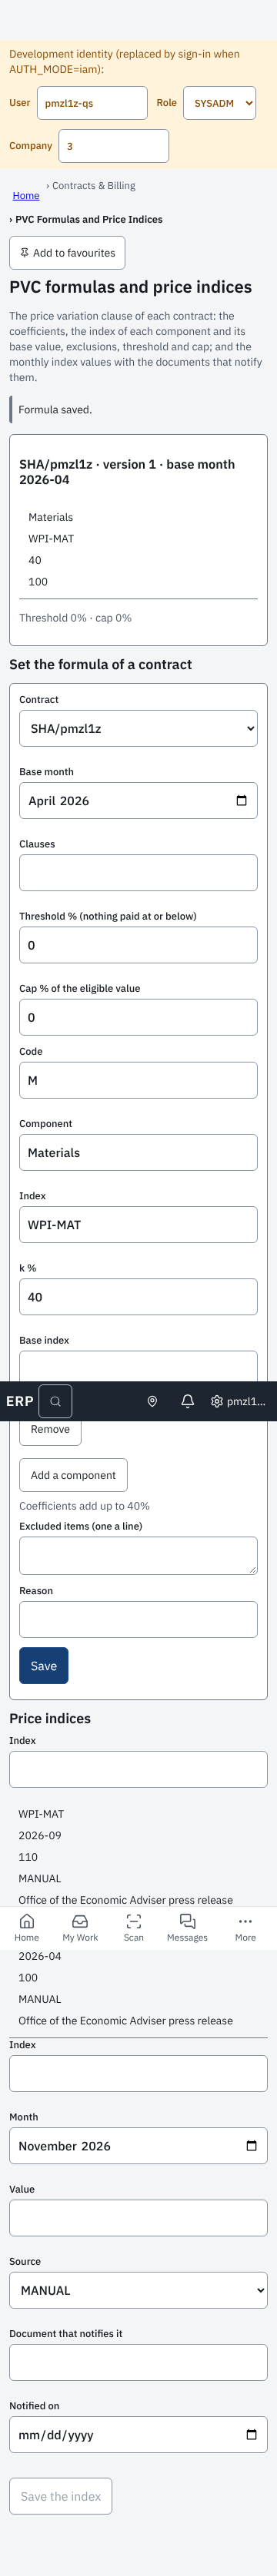 Development identity (replaced by sign-in when
AUTH_MODE=iam):
User pmzl1z-qs Role SYSADM
Company 3
Home › Contracts & Billing
› PVC Formulas and Price Indices
Add to favourites
PVC formulas and price indices
The price variation clause of each contract: the
coefficients, the index of each component and its
base value, exclusions, threshold and cap; and the
monthly index values with the documents that notify
them.
Formula saved.
SHA/pmzl1z · version 1 · base month
2026-04
Materials
WPI-MAT
40
100
Threshold 0% · cap 0%
Set the formula of a contract
Contract
SHA/pmzl1z
Base month
April 2026
Clauses
Threshold % (nothing paid at or below)
0
Cap % of the eligible value
0
Code
M
Component
Materials
Index
WPI-MAT
k %
40
Base index
ERP pmzl1...
Remove
Add a component
Coefficients add up to 40%
Excluded items (one a line)
Reason
Save
Price indices
Index
WPI-MAT
2026-09
110
MANUAL
Office of the Economic Adviser press release
Home My Work Scan Messages More
2026-04
100
MANUAL
Office of the Economic Adviser press release
Index
Month
November 2026
Value
Source
MANUAL
Document that notifies it
Notified on
mm/dd/yyyy
Save the index